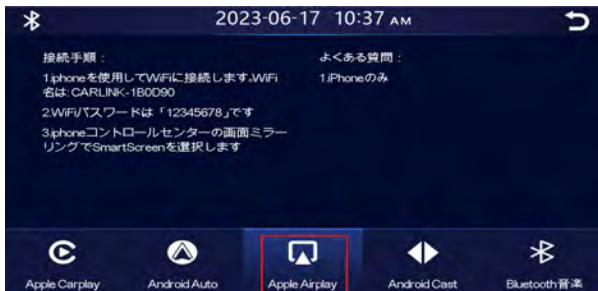 2023-06-17 10:37 AM
接続手順：
1.iphoneを使用してWiFiに接続します.WiFi
名は:CARLINK-1B0D90
2.WiFiパスワードは「12345678」です
3.iphoneコントロールセンターの画面ミラー
リングでSmartScreenを選択します
よくある質問：
1.iPhoneのみ
Apple Carplay
Android Auto
Apple Airplay
Android Cast
Bluetooth音楽